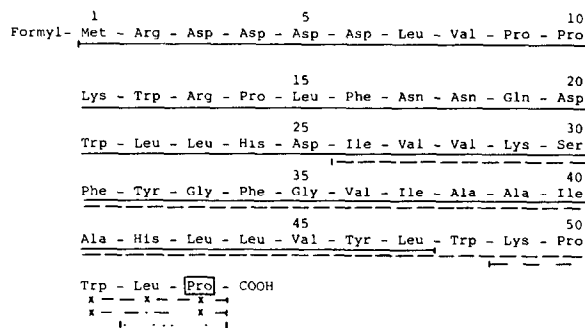 1 5 10
Formyl- Met - Arg - Asp - Asp - Asp - Asp - Leu - Val - Pro - Pro
15 20
Lys - Trp - Arg - Pro - Leu - Phe - Asn - Asn - Gln - Asp
25 30
Trp - Leu - Leu - His - Asp - Ile - Val - Val - Lys - Ser
35 40
Phe - Tyr - Gly - Phe - Gly - Val - Ile - Ala - Ala - Ile
45 50
Ala - His - Leu - Leu - Val - Tyr - Leu - Trp - Lys - Pro
Trp - Leu - Pro - COOH